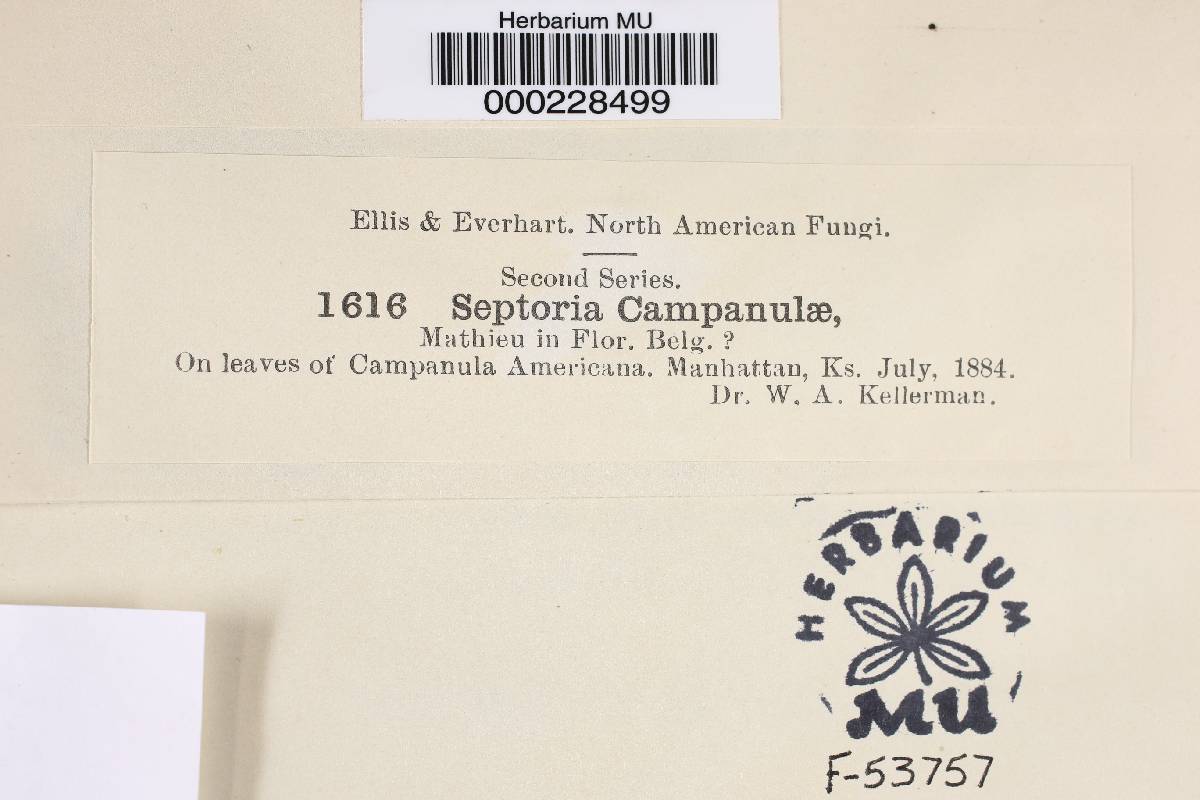 Herbarium MU
000228499
Ellis & Everhart. North American Fungi.
Second Series.
1616 Septoria Campanulæ,
Mathieu in Flor. Belg. ?
On leaves of Campanula Americana. Manhattan, Ks. July, 1884.
Dr. W. A. Kellerman.
HERBARIUM
MU
F-53757